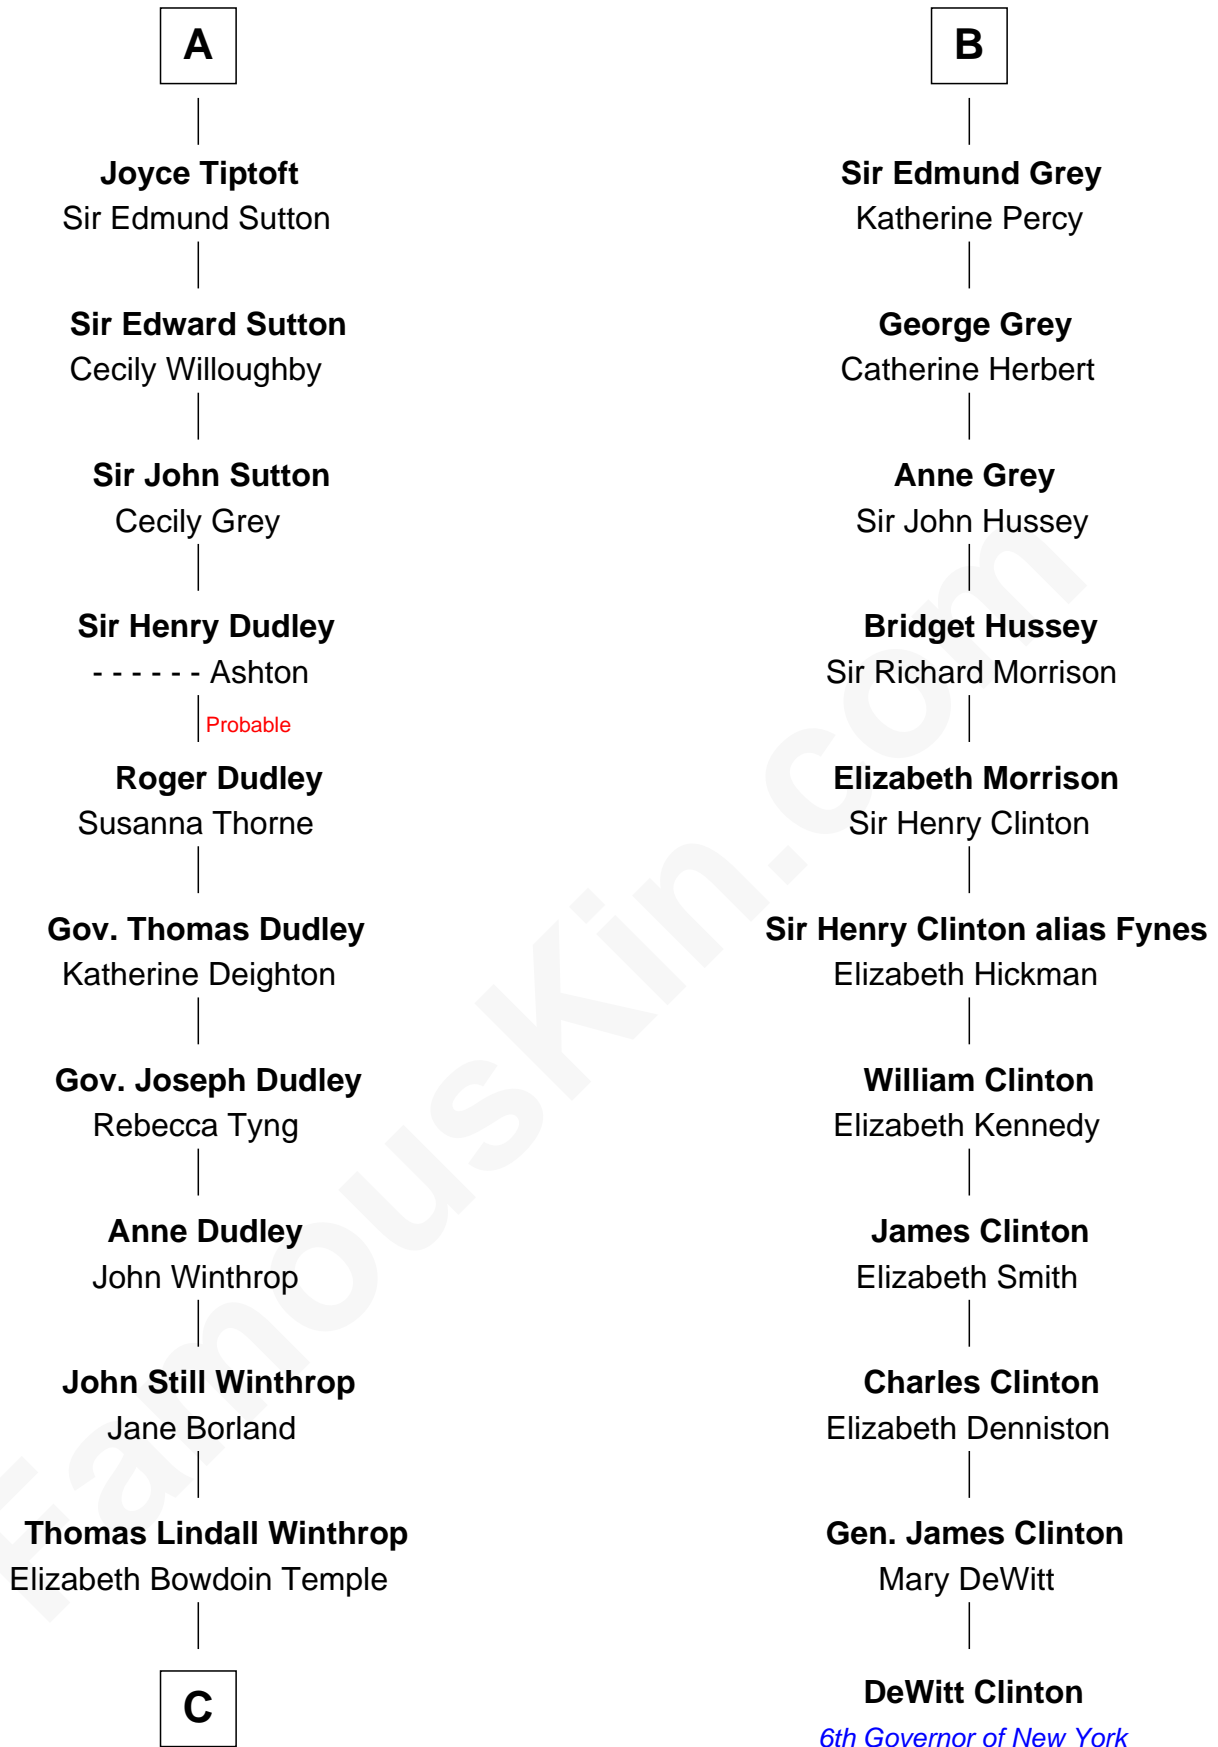 A
Joyce Tiptoft
Sir Edmund Sutton
Sir Edward Sutton
Cecily Willoughby
Sir John Sutton
Cecily Grey
Sir Henry Dudley
- - - - - - Ashton
Probable
Roger Dudley
Susanna Thorne
Gov. Thomas Dudley
Katherine Deighton
Gov. Joseph Dudley
Rebecca Tyng
Anne Dudley
John Winthrop
John Still Winthrop
Jane Borland
Thomas Lindall Winthrop
Elizabeth Bowdoin Temple
C
B
Sir Edmund Grey
Katherine Percy
George Grey
Catherine Herbert
Anne Grey
Sir John Hussey
Bridget Hussey
Sir Richard Morrison
Elizabeth Morrison
Sir Henry Clinton
Sir Henry Clinton alias Fynes
Elizabeth Hickman
William Clinton
Elizabeth Kennedy
James Clinton
Elizabeth Smith
Charles Clinton
Elizabeth Denniston
Gen. James Clinton
Mary DeWitt
DeWitt Clinton
6th Governor of New York
FamousKin.com